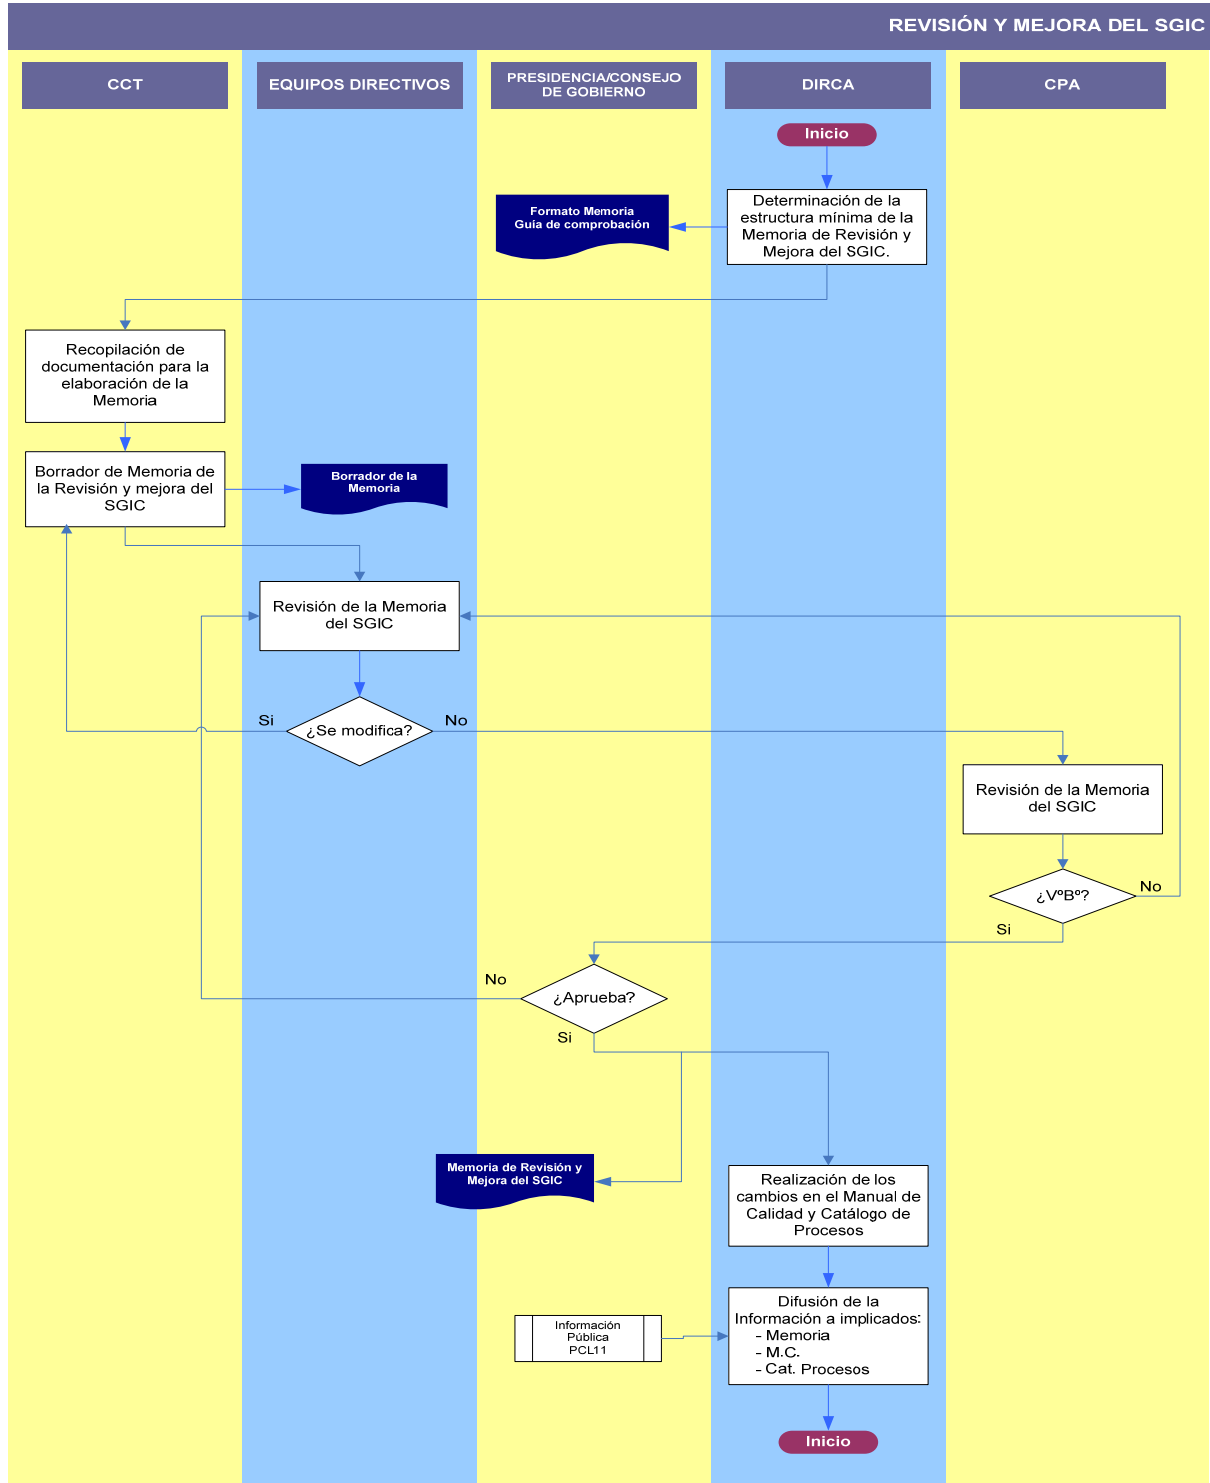 REVISIÓN Y MEJORA DEL SGIC
CCT
EQUIPOS DIRECTIVOS
PRESIDENCIA/CONSEJO
DE GOBIERNO
DIRCA
CPA
Inicio
Determinación de la
estructura mínima de la
Memoria de Revisión y
Mejora del SGIC.
Formato Memoria
Guía de comprobación
Recopilación de
documentación para la
elaboración de la
Memoria
Borrador de Memoria de
la Revisión y mejora del
SGIC
Borrador de la
Memoria
Revisión de la Memoria
del SGIC
Si
¿Se modifica?
No
Revisión de la Memoria
del SGIC
¿VºBº?
No
Si
No
¿Aprueba?
Si
Memoria de Revisión y
Mejora del SGIC
Realización de los
cambios en el Manual de
Calidad y Catálogo de
Procesos
Información
Pública
PCL11
Difusión de la
Información a implicados:
- Memoria
- M.C.
- Cat. Procesos
Inicio